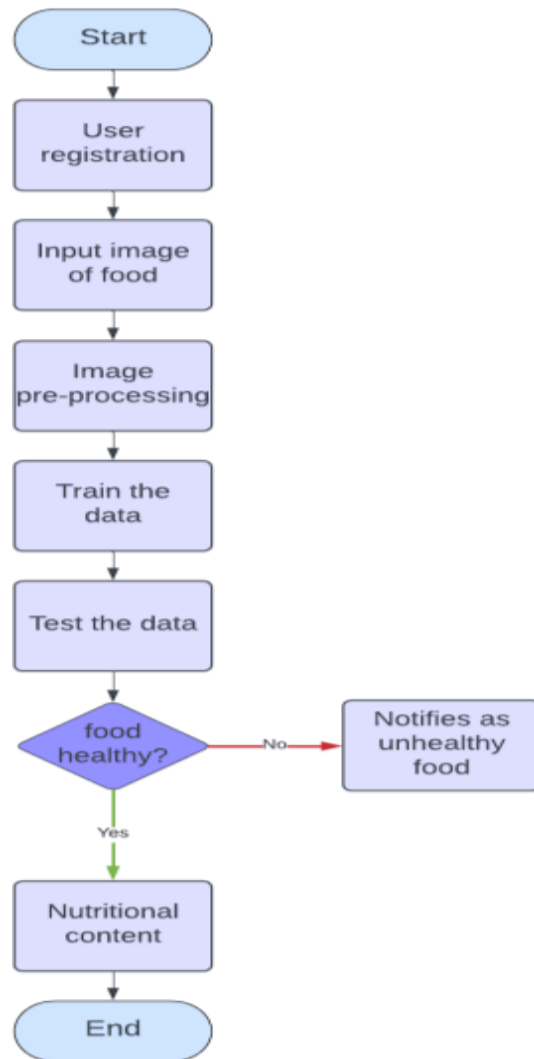 Start
User
registration
Input image
of food
Image
pre-processing
Train the
data
Test the data
food
healthy?
No
Notifies as
unhealthy
food
Yes
Nutritional
content
End